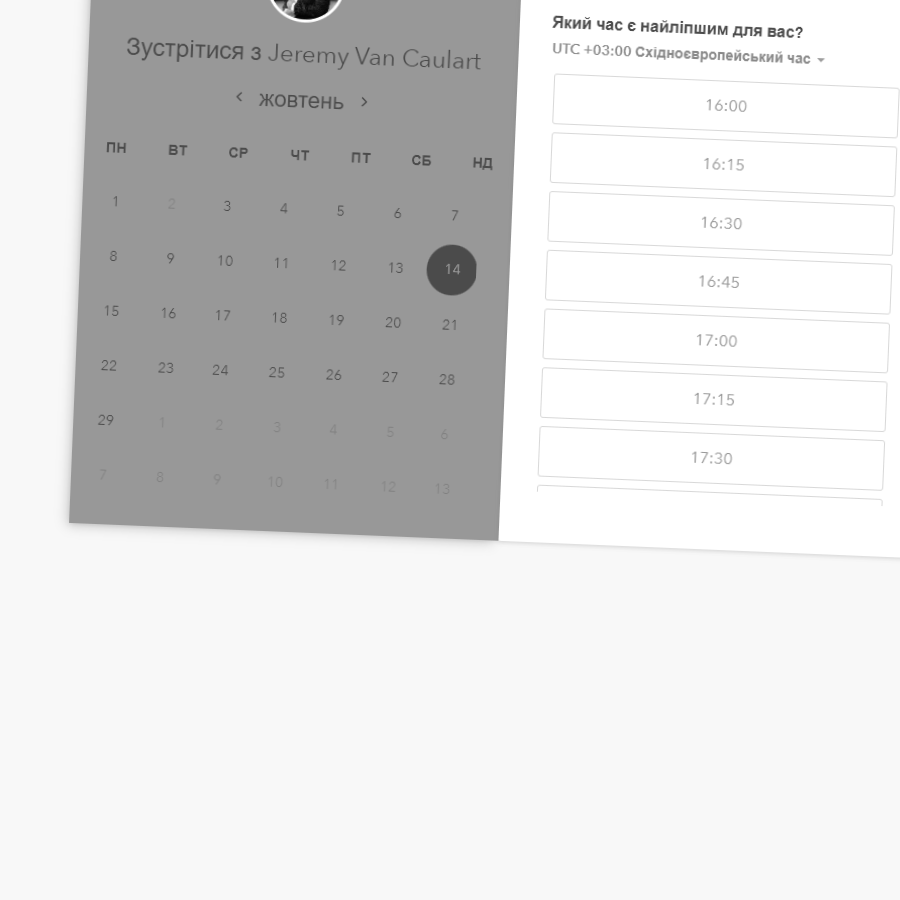 Зустрітися з Jeremy Van Caulart
жовтень
ПН ВТ СР ЧТ ПТ СБ НД
1 2 3 4 5 6 7
8 9 10 11 12 13 14
15 16 17 18 19 20 21
22 23 24 25 26 27 28
29 1 2 3 4 5 6
7 8 9 10 11 12 13
Який час є найліпшим для вас?
UTC +03:00 Східноєвропейський час
16:00
16:15
16:30
16:45
17:00
17:15
17:30